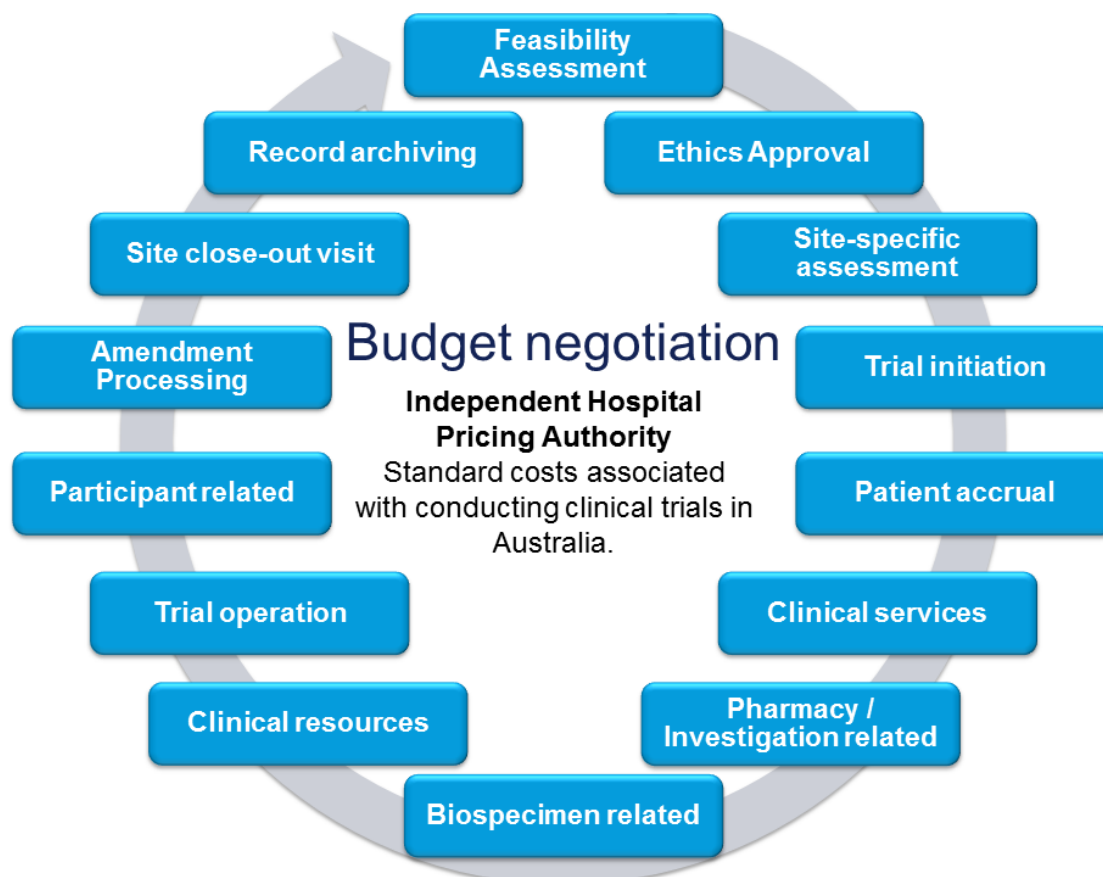 Feasibility
Assessment
Ethics Approval
Site-specific
assessment
Trial initiation
Patient accrual
Clinical services
Pharmacy /
Investigation related
Biospecimen related
Clinical resources
Trial operation
Participant related
Amendment
Processing
Site close-out visit
Record archiving
Budget negotiation
Independent Hospital
Pricing Authority
Standard costs associated
with conducting clinical trials in
Australia.